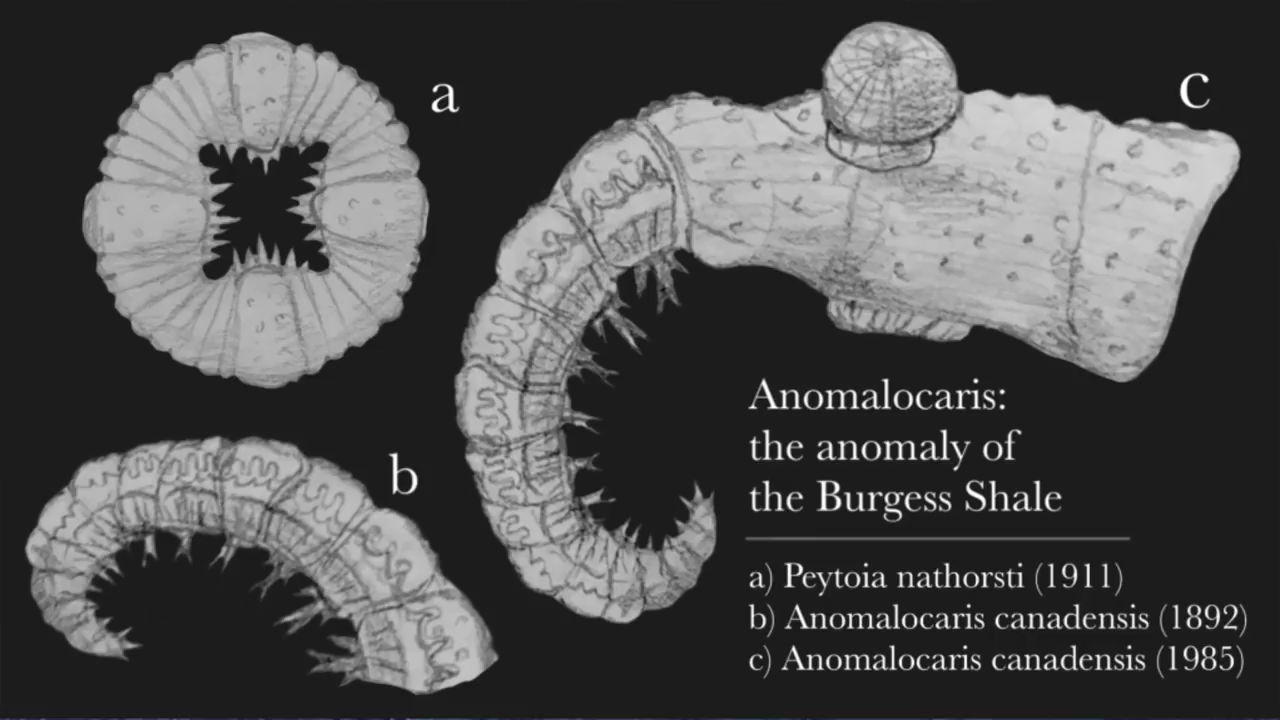 a
c
b
Anomalocaris:
the anomaly of
the Burgess Shale
a) Peytoia nathorsti (1911)
b) Anomalocaris canadensis (1892)
c) Anomalocaris canadensis (1985)